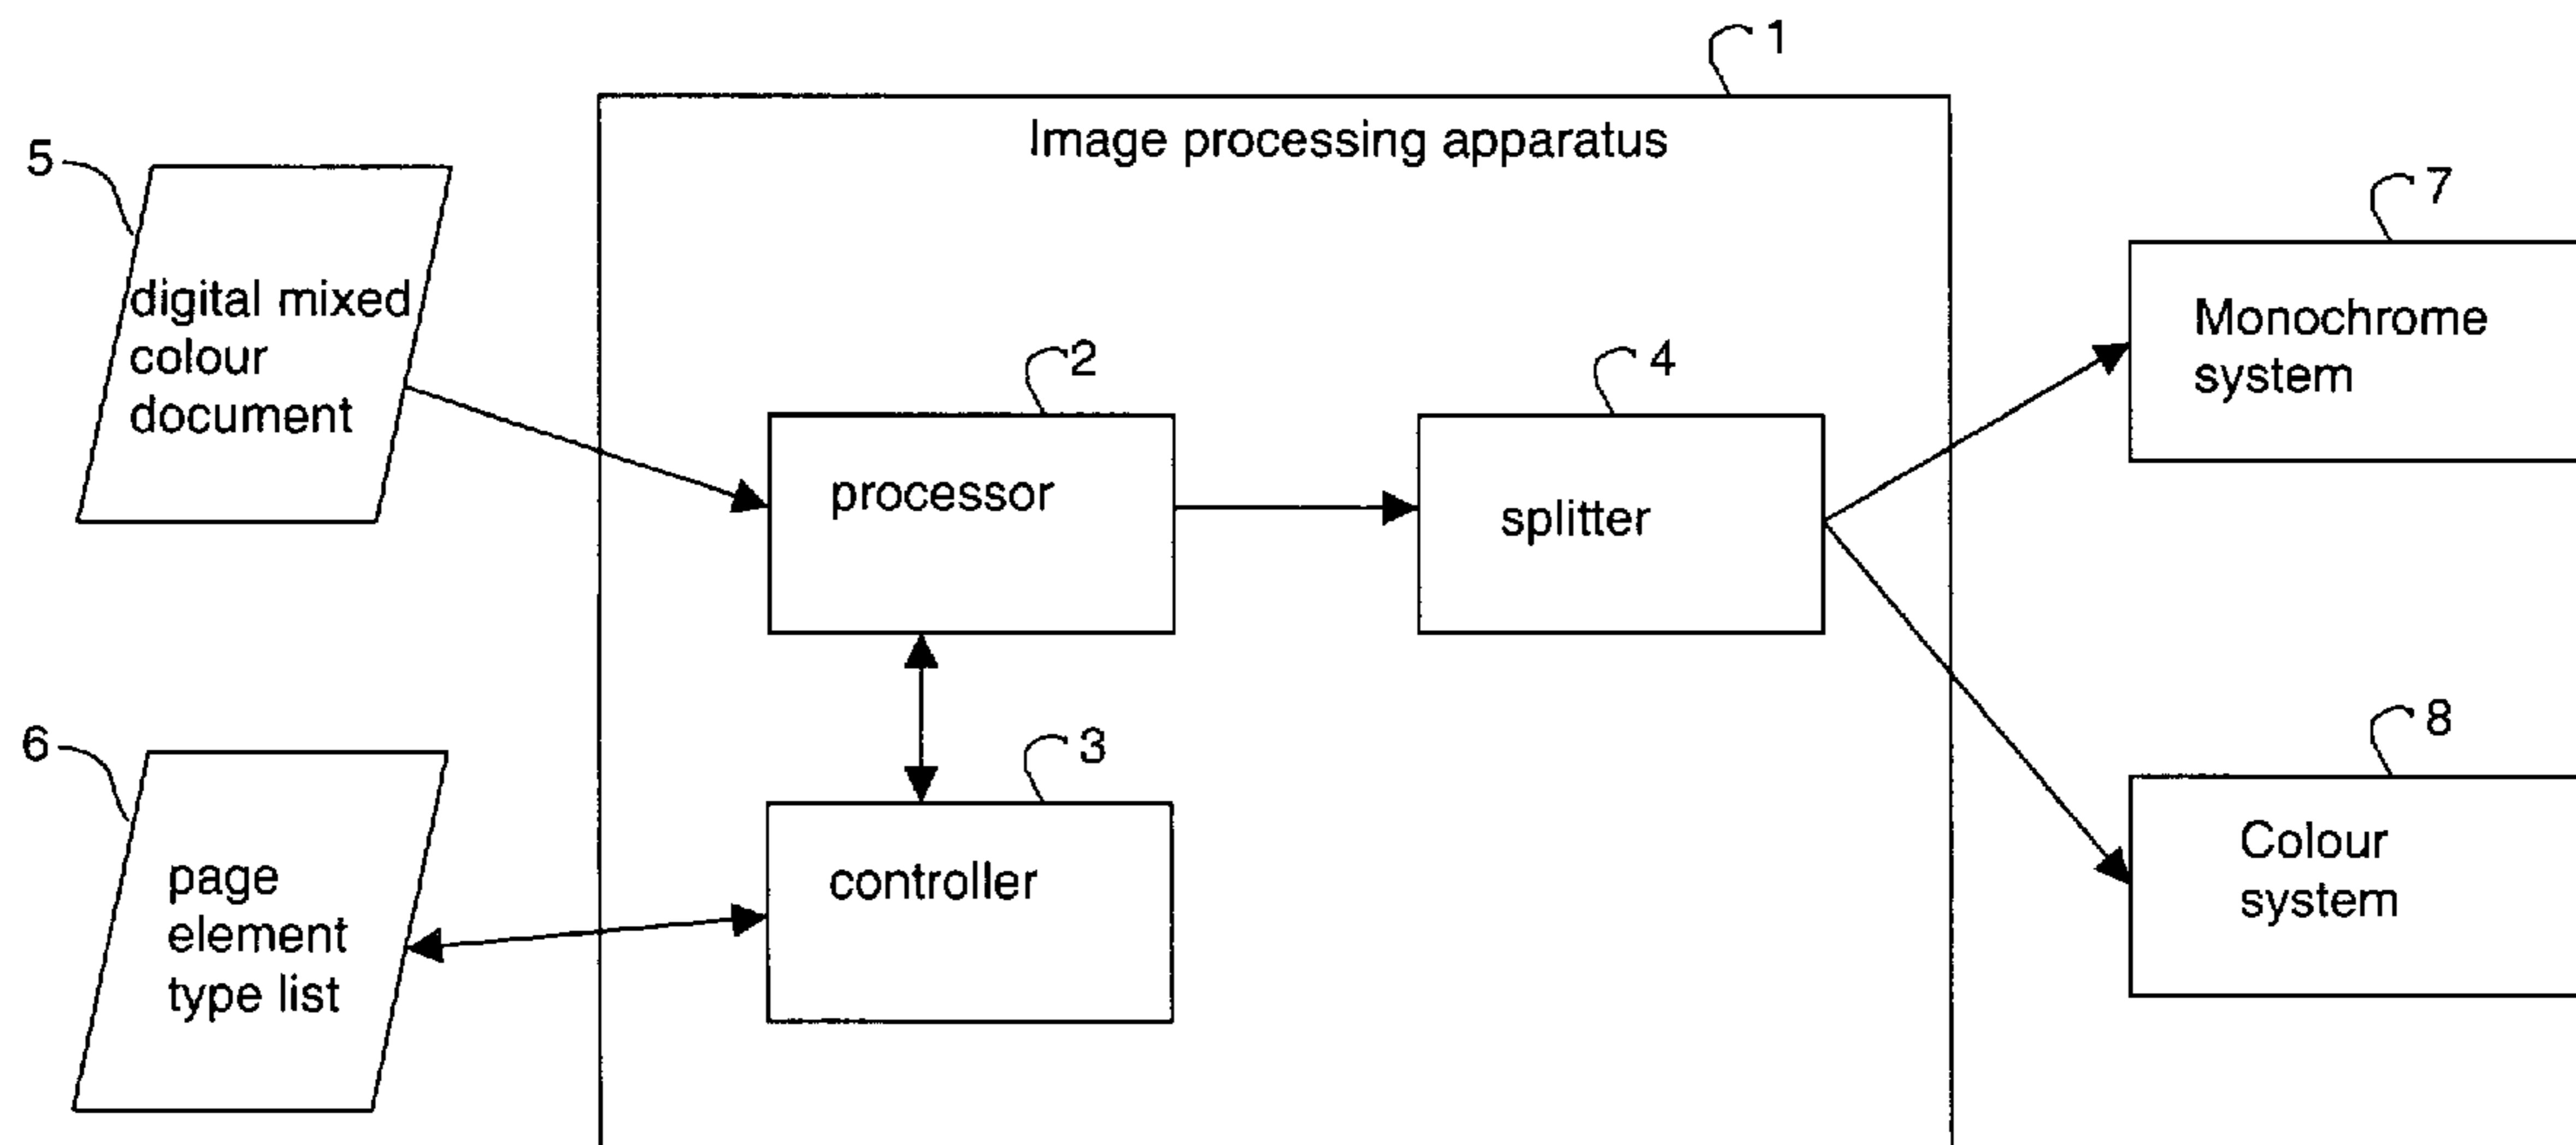 1
Image processing apparatus
5
digital mixed
colour
document
7
Monochrome
system
2
processor
4
splitter
6
page
element
type list
3
controller
8
Colour
system